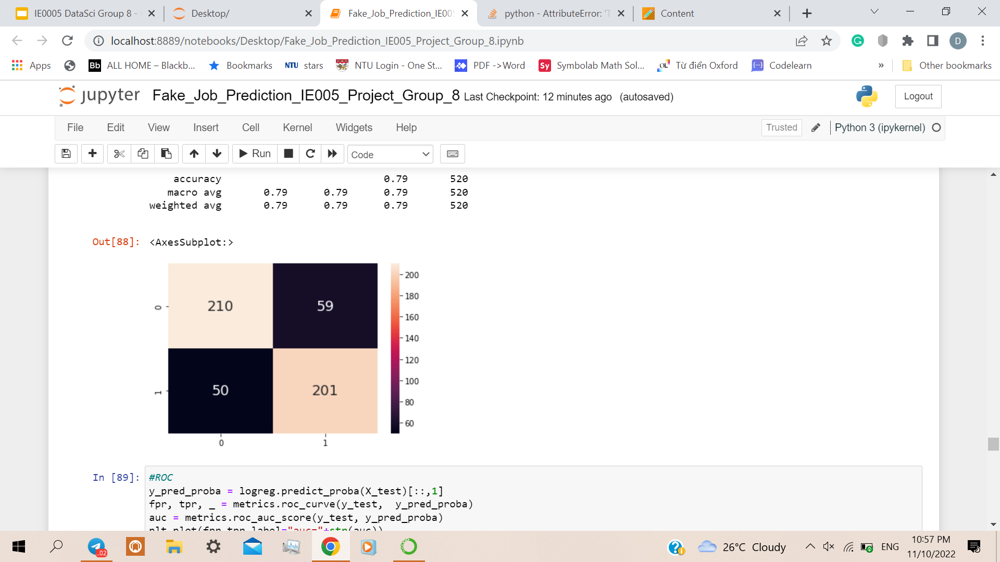 IE0005 DataSci Group 8 -
Desktop/
Fake_Job_Prediction_IE005
python - AttributeError: 'T
Content
localhost:8889/notebooks/Desktop/Fake_Job_Prediction_IE005_Project_Group_8.ipynb
G
D
Apps
Bb ALL HOME – Blackb...
Bookmarks
NTU stars
NTU Login - One St...
PDF ->Word
Sy Symbolab Math Sol...
OL Từ điển Oxford
Codelearn
»
Other bookmarks
jupyter
Fake_Job_Prediction_IE005_Project_Group_8 Last Checkpoint: 12 minutes ago (autosaved)
Logout
File Edit View Insert Cell Kernel Widgets Help
Trusted
Python 3 (ipykernel)
Run
Code
accuracy 0.79 520
macro avg 0.79 0.79 0.79 520
weighted avg 0.79 0.79 0.79 520
Out[88]: <AxesSubplot:>
210 59
50 201
0
1
0 1
200
180
160
140
120
100
80
60
In [89]: #ROC
y_pred_proba = logreg.predict_proba(X_test)[::,1]
fpr, tpr, _ = metrics.roc_curve(y_test,  y_pred_proba)
auc = metrics.roc_auc_score(y_test, y_pred_proba)
plt.plot(fpr,tpr,label="auc="+str(auc))
..02
26°C Cloudy
ENG
10:57 PM
11/10/2022